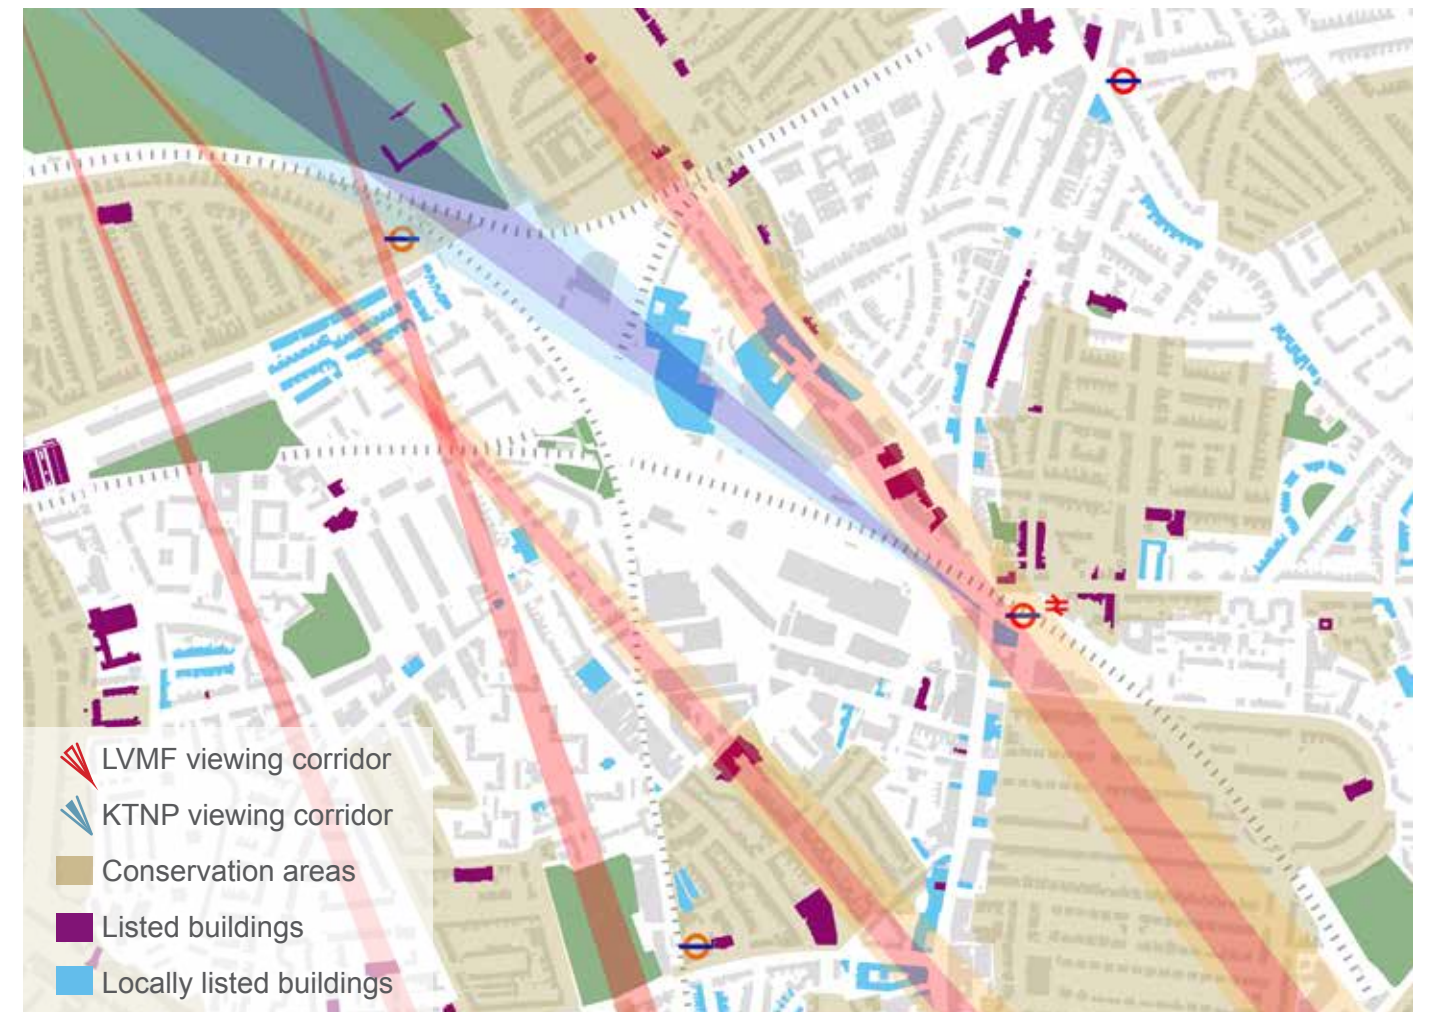 LVMF viewing corridor
KTNP viewing corridor
Conservation areas
Listed buildings
Locally listed buildings